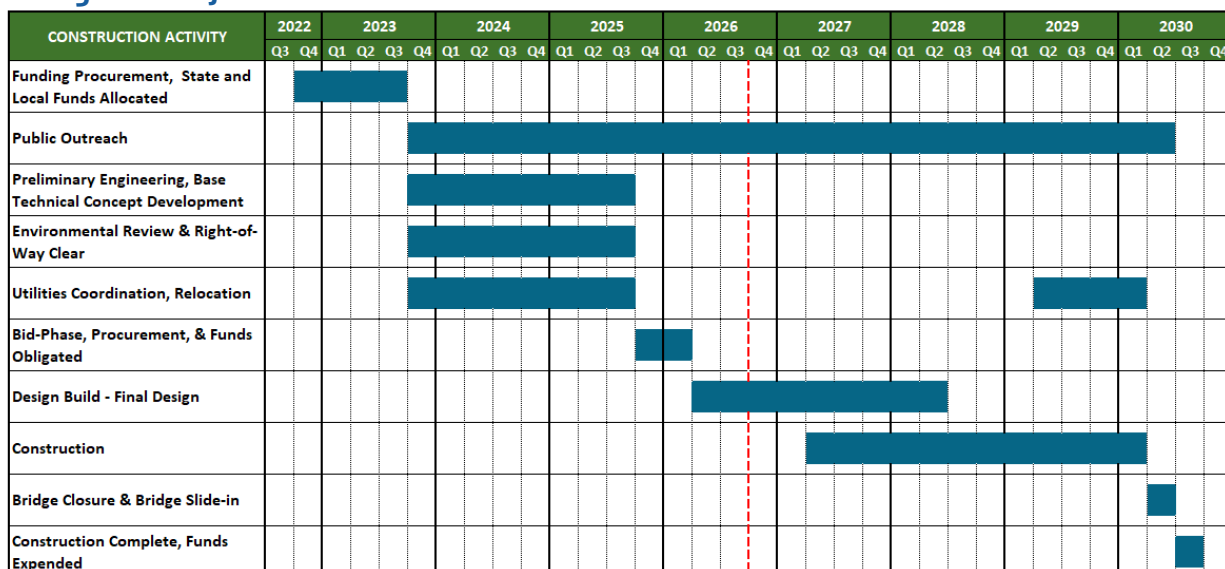 CONSTRUCTION ACTIVITY
2022 2023 2024 2025 2026 2027 2028 2029 2030
Q3 Q4 Q1 Q2 Q3 Q4 Q1 Q2 Q3 Q4 Q1 Q2 Q3 Q4 Q1 Q2 Q3 Q4 Q1 Q2 Q3 Q4 Q1 Q2 Q3 Q4 Q1 Q2 Q3 Q4 Q1 Q2 Q3 Q4
Funding Procurement, State and
Local Funds Allocated
Public Outreach
Preliminary Engineering, Base
Technical Concept Development
Environmental Review & Right-of-
Way Clear
Utilities Coordination, Relocation
Bid-Phase, Procurement, & Funds
Obligated
Design Build - Final Design
Construction
Bridge Closure & Bridge Slide-in
Construction Complete, Funds
Expended